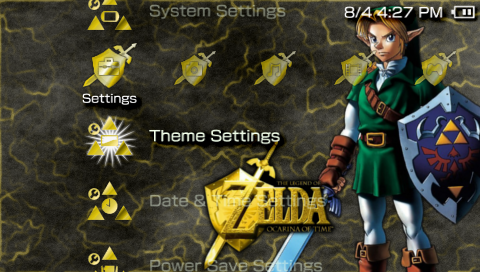 System Settings
8/4 4:27 PM
Settings
Theme Settings
THE LEGEND OF
ZELDA
Date & Time Settings
OCARINA OF TIME
Power Save Settings